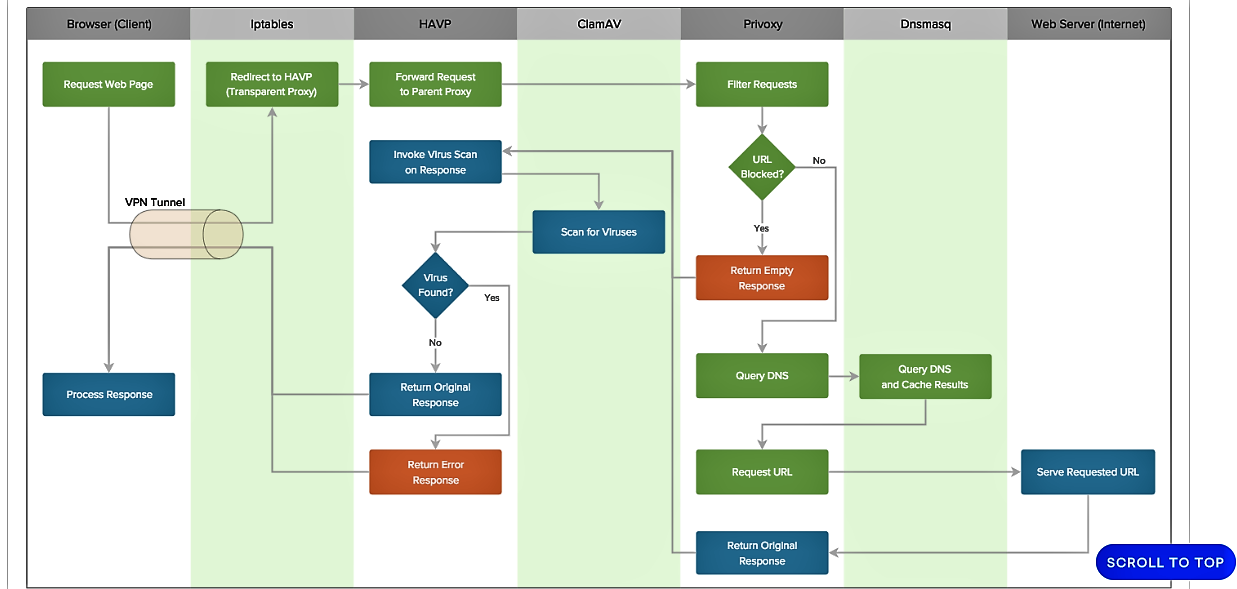 Browser (Client)
Iptables
HAVP
ClamAV
Privoxy
Dnsmasq
Web Server (Internet)
Request Web Page
Redirect to HAVP
(Transparent Proxy)
Forward Request
to Parent Proxy
Filter Requests
Invoke Virus Scan
on Response
URL
Blocked?
No
VPN Tunnel
Scan for Viruses
Yes
Virus
Found?
Yes
Return Empty
Response
No
Query DNS
Query DNS
and Cache Results
Process Response
Return Original
Response
Return Error
Response
Request URL
Serve Requested URL
Return Original
Response
SCROLL TO TOP